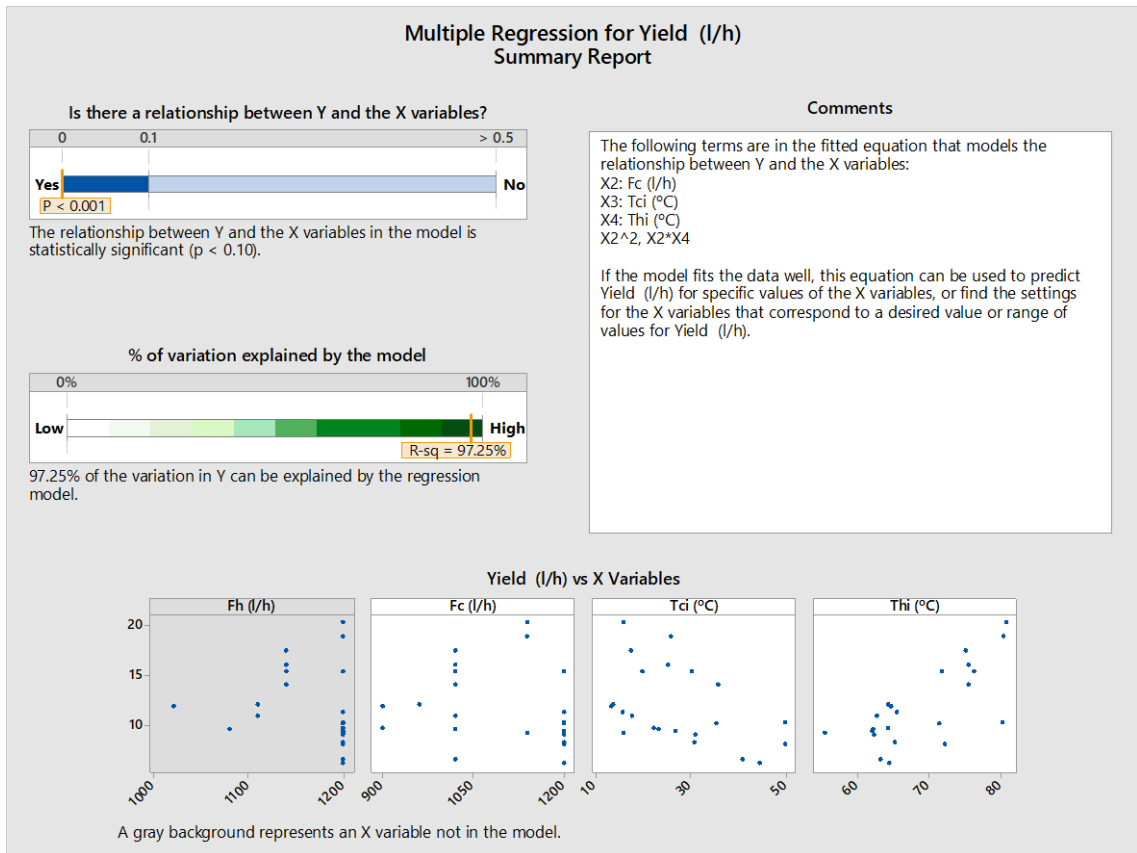 Multiple Regression for Yield (l/h)
Summary Report
Is there a relationship between Y and the X variables?
0 0.1 > 0.5
Yes No
P < 0.001
The relationship between Y and the X variables in the model is
statistically significant (p < 0.10).
% of variation explained by the model
0% 100%
Low High
R-sq = 97.25%
97.25% of the variation in Y can be explained by the regression
model.
Comments
The following terms are in the fitted equation that models the
relationship between Y and the X variables:
X2: Fc (l/h)
X3: Tci (ºC)
X4: Thi (ºC)
X2^2, X2*X4
If the model fits the data well, this equation can be used to predict
Yield (l/h) for specific values of the X variables, or find the settings
for the X variables that correspond to a desired value or range of
values for Yield (l/h).
Yield (l/h) vs X Variables
Fh (l/h) Fc (l/h) Tci (ºC) Thi (ºC)
20
15
10
1000 1100 1200 900 1050 1200 10 30 50 60 70 80
A gray background represents an X variable not in the model.